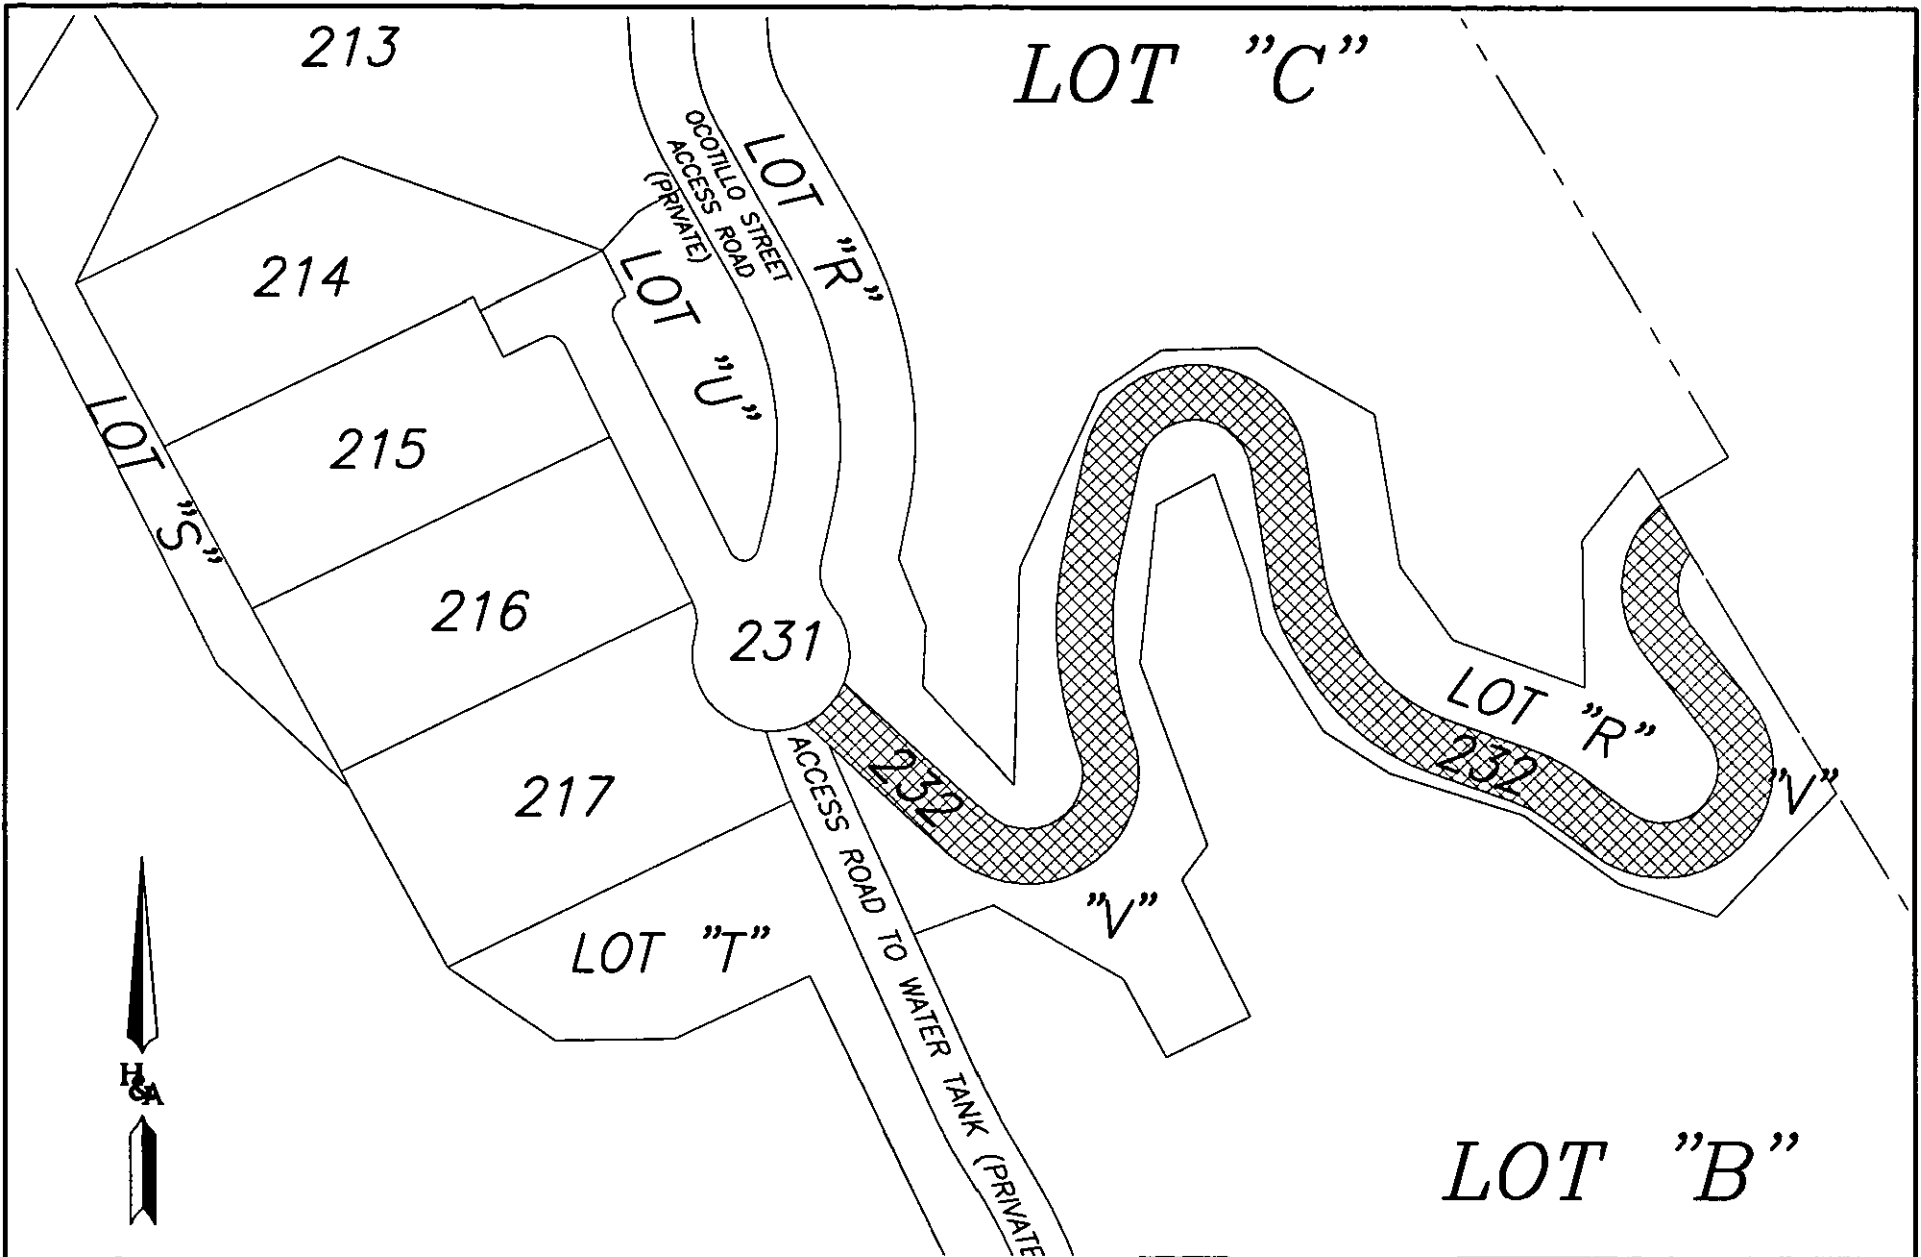 213
LOT "C"
OCOTILLO STREET
ACCESS ROAD
(PRIVATE)
LOT "R"
214
LOT "U"
LOT "S"
215
216
231
LOT "R"
232
232
"V"
217
ACCESS ROAD TO WATER TANK (PRIVATE
"V"
LOT "T"
H&A
LOT "B"